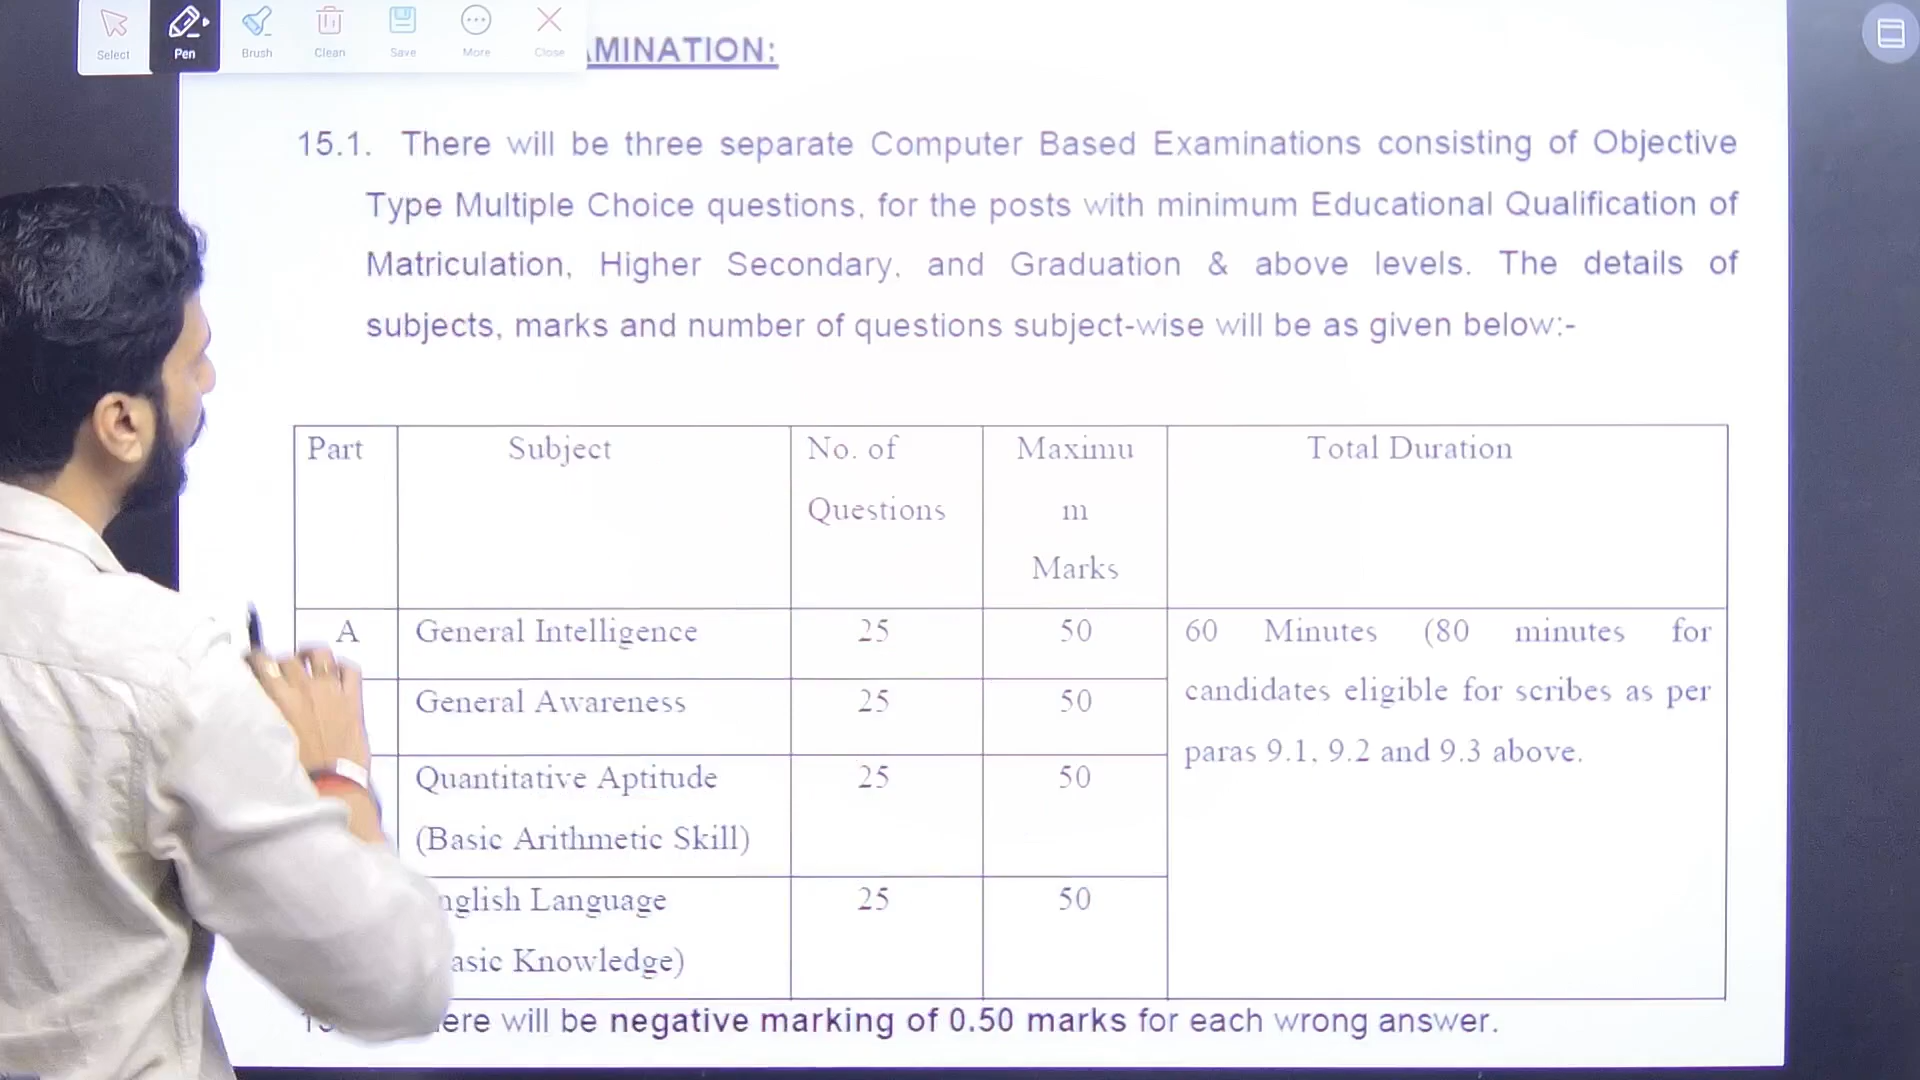 Select Pen Brush Clean Save More Close
AMINATION:
15.1. There will be three separate Computer Based Examinations consisting of Objective
Type Multiple Choice questions, for the posts with minimum Educational Qualification of
Matriculation, Higher Secondary, and Graduation & above levels. The details of
subjects, marks and number of questions subject-wise will be as given below:-
Part Subject No. of Maximu Total Duration
Questions m
Marks
A General Intelligence 25 50 60 Minutes (80 minutes for
General Awareness 25 50 candidates eligible for scribes as per
paras 9.1, 9.2 and 9.3 above.
Quantitative Aptitude 25 50
(Basic Arithmetic Skill)
nglish Language 25 50
asic Knowledge)
ere will be negative marking of 0.50 marks for each wrong answer.